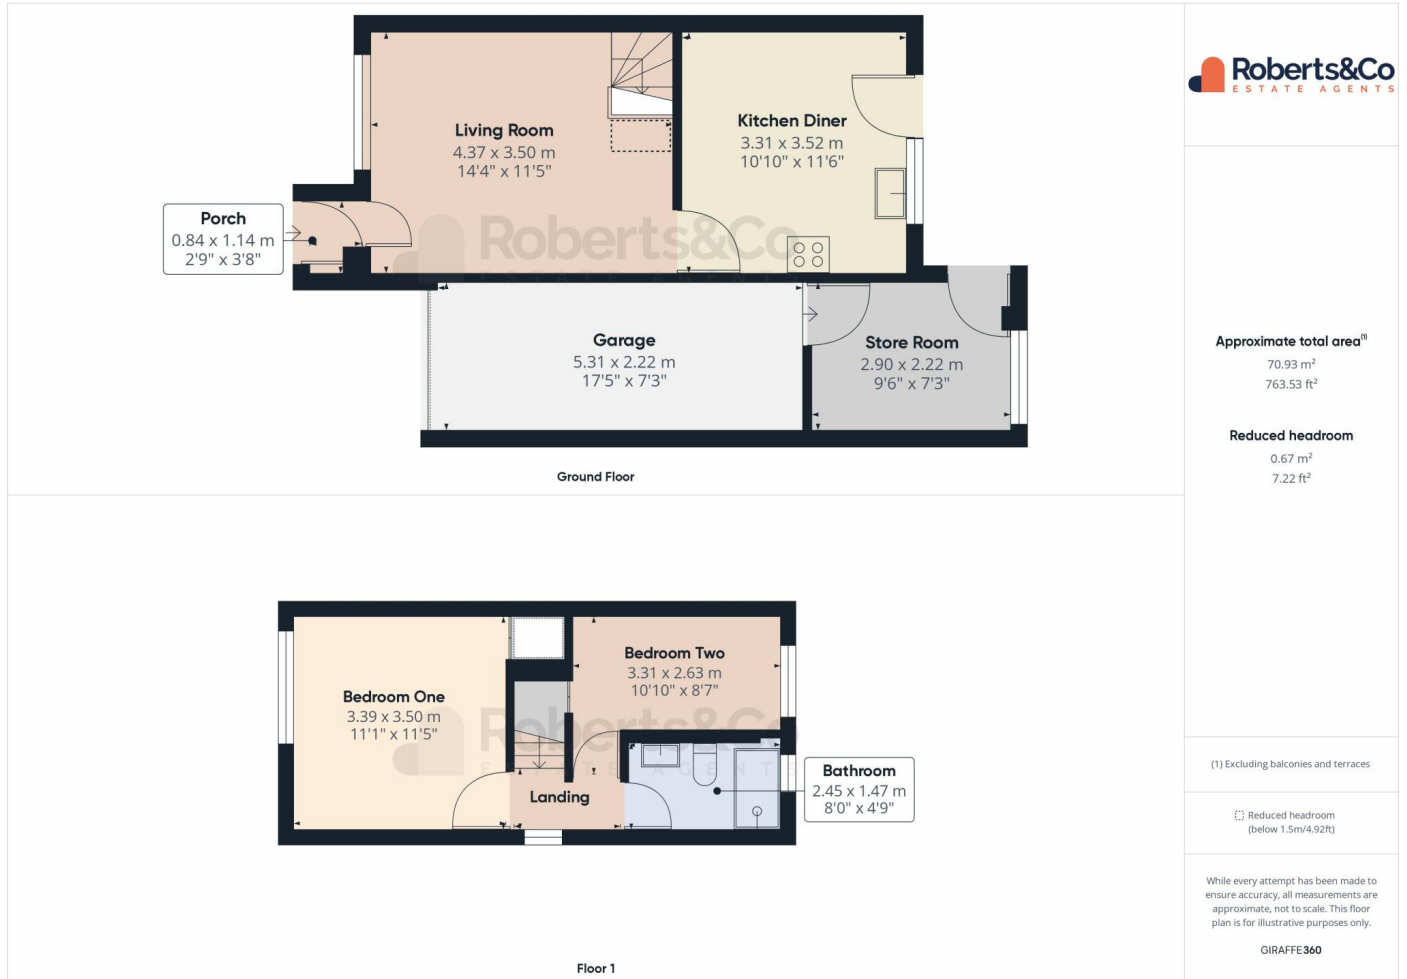 Living Room
4.37 x 3.50 m
14'4" x 11'5"
Kitchen Diner
3.31 x 3.52 m
10'10" x 11'6"
Porch
0.84 x 1.14 m
2'9" x 3'8"
Roberts&Co
ESTATE AGENTS
Garage
5.31 x 2.22 m
17'5" x 7'3"
Store Room
2.90 x 2.22 m
9'6" x 7'3"
Ground Floor
Bedroom One
3.39 x 3.50 m
11'1" x 11'5"
Bedroom Two
3.31 x 2.63 m
10'10" x 8'7"
Roberts&Co
ESTATE AGENTS
Landing
Bathroom
2.45 x 1.47 m
8'0" x 4'9"
Floor 1
Roberts&Co
ESTATE AGENTS
Approximate total area(1)
70.93 m²
763.53 ft²
Reduced headroom
0.67 m²
7.22 ft²
(1) Excluding balconies and terraces
Reduced headroom
(below 1.5m/4.92ft)
While every attempt has been made to
ensure accuracy, all measurements are
approximate, not to scale. This floor
plan is for illustrative purposes only.
GIRAFFE360